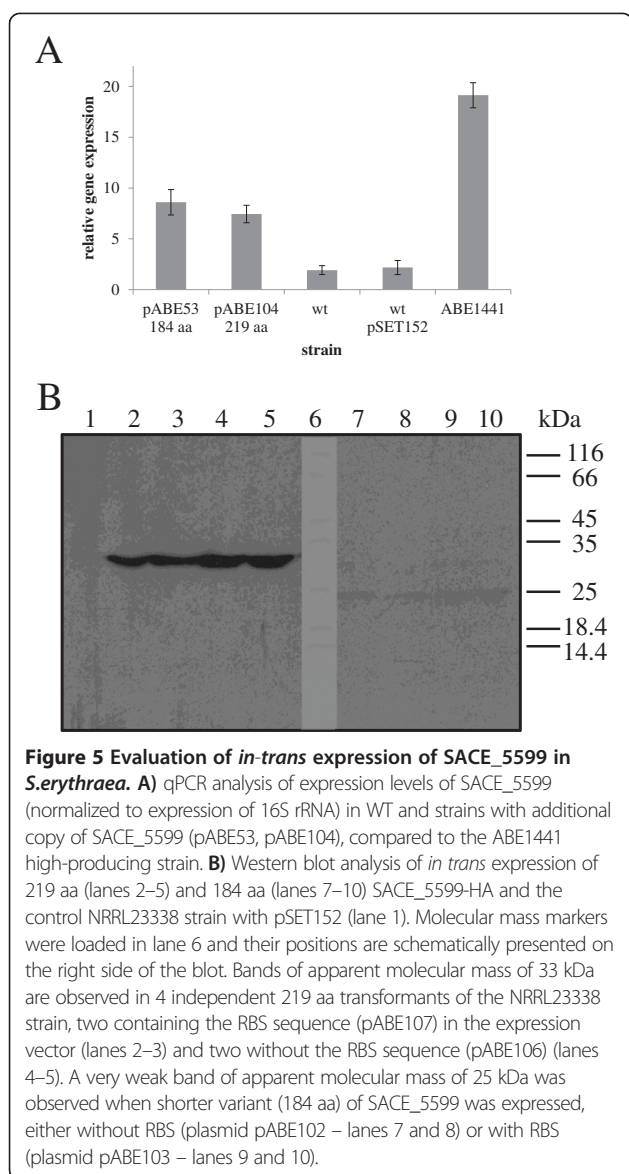 A
20
15
10
5
0
relative gene expression
pABE53
184 aa
pABE104
219 aa
wt
wt
pSET152
ABE1441
strain
B
1 2 3 4 5 6 7 8 9 10 kDa
116
66
45
35
25
18.4
14.4
Figure 5 Evaluation of in-trans expression of SACE_5599 in
S.erythraea. A) qPCR analysis of expression levels of SACE_5599
(normalized to expression of 16S rRNA) in WT and strains with additional
copy of SACE_5599 (pABE53, pABE104), compared to the ABE1441
high-producing strain. B) Western blot analysis of in trans expression of
219 aa (lanes 2–5) and 184 aa (lanes 7–10) SACE_5599-HA and the
control NRRL23338 strain with pSET152 (lane 1). Molecular mass markers
were loaded in lane 6 and their positions are schematically presented on
the right side of the blot. Bands of apparent molecular mass of 33 kDa
are observed in 4 independent 219 aa transformants of the NRRL23338
strain, two containing the RBS sequence (pABE107) in the expression
vector (lanes 2–3) and two without the RBS sequence (pABE106) (lanes
4–5). A very weak band of apparent molecular mass of 25 kDa was
observed when shorter variant (184 aa) of SACE_5599 was expressed,
either without RBS (plasmid pABE102 – lanes 7 and 8) or with RBS
(plasmid pABE103 – lanes 9 and 10).